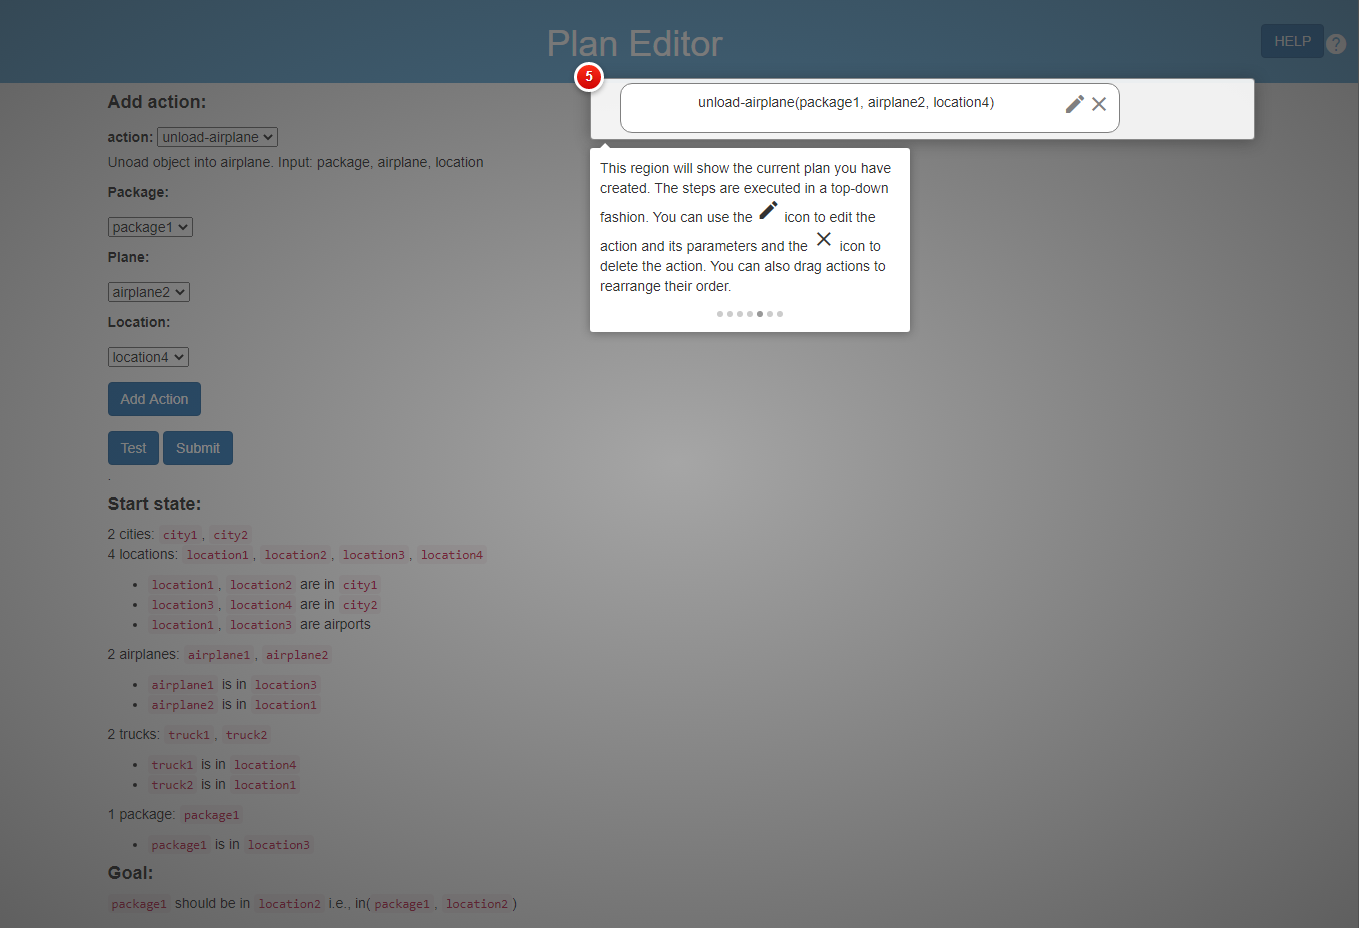 Plan Editor
HELP
?
5
Add action:
action: unload-airplane
Unoad object into airplane. Input: package, airplane, location
Package:
package1
Plane:
airplane2
Location:
location4
Add Action
Test Submit
.
unload-airplane(package1, airplane2, location4)
This region will show the current plan you have
created. The steps are executed in a top-down
fashion. You can use the icon to edit the
action and its parameters and the icon to
delete the action. You can also drag actions to
rearrange their order.
Start state:
2 cities: city1, city2
4 locations: location1, location2, location3, location4
location1, location2 are in city1
location3, location4 are in city2
location1, location3 are airports
2 airplanes: airplane1, airplane2
airplane1 is in location3
airplane2 is in location1
2 trucks: truck1, truck2
truck1 is in location4
truck2 is in location1
1 package: package1
package1 is in location3
Goal:
package1 should be in location2 i.e., in(package1, location2)